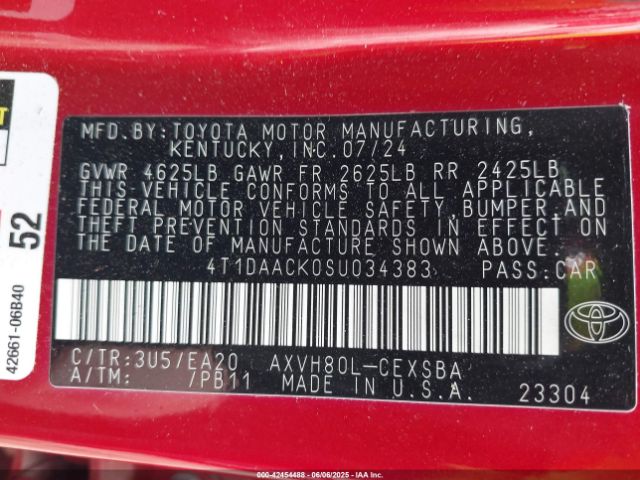 MFD.BY:TOYOTA MOTOR MANUFACTURING,
KENTUCKY,INC.07/24
GVWR 4625LB GAWR FR 2625LB RR 2425LB
THIS VEHICLE CONFORMS TO ALL APPLICABLE
FEDERAL MOTOR VEHICLE SAFETY,BUMPER,AND
THEFT PREVENTION STANDARDS IN EFFECT ON
THE DATE OF MANUFACTURE SHOWN ABOVE.
4T1DAACK0SU034383 PASS.CAR
C/TR:3U5/EA20 AXVH80L-CEXSBA
A/TM: /PB11 MADE IN U.S.A.
23304
TOYOTA
52
42661-06B40
000-42454488 - 06/06/2025 - IAAI.COM